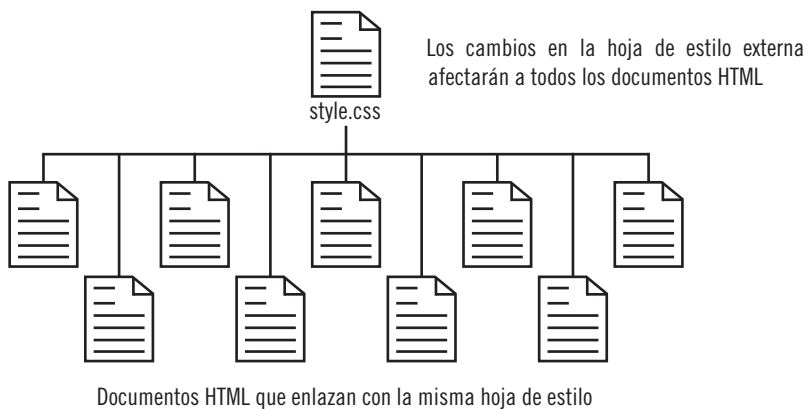 Los cambios en la hoja de estilo externa
afectarán a todos los documentos HTML
style.css
Documentos HTML que enlazan con la misma hoja de estilo